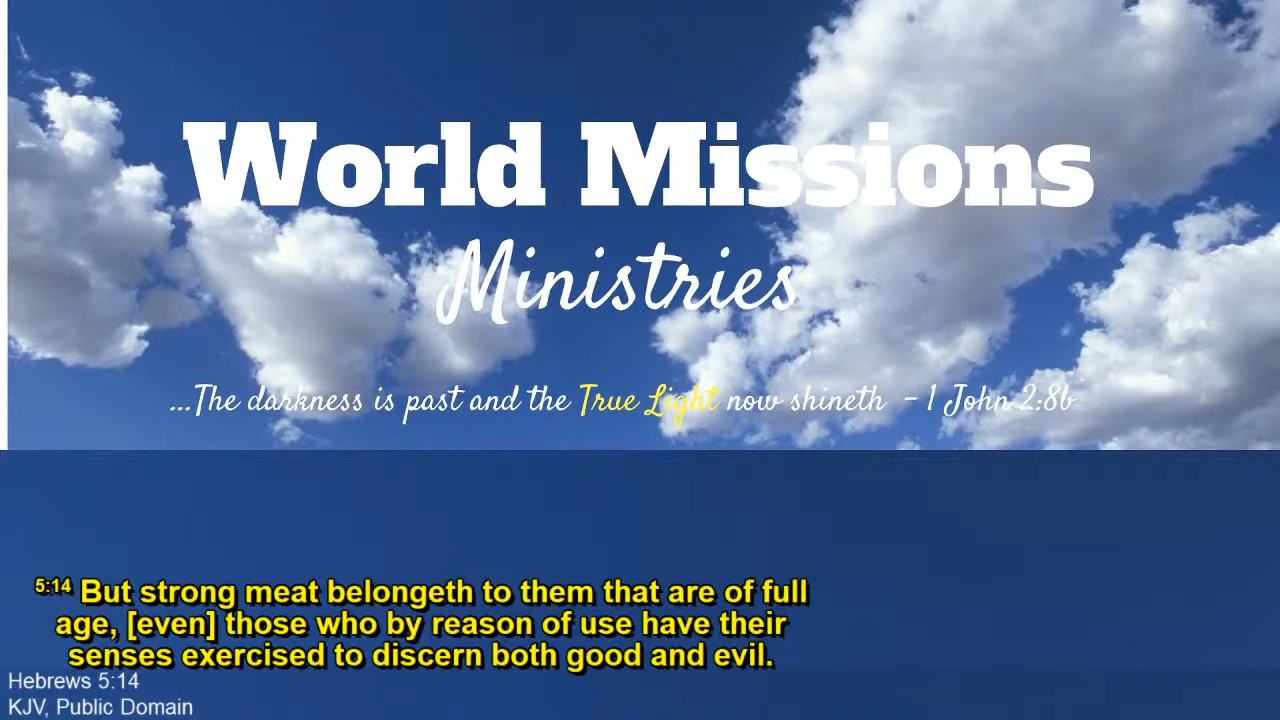 World Missions
Ministries
...The darkness is past and the True Light now shineth - 1 John 2:8b
5:14 But strong meat belongeth to them that are of full
age, [even] those who by reason of use have their
senses exercised to discern both good and evil.
Hebrews 5:14
KJV, Public Domain